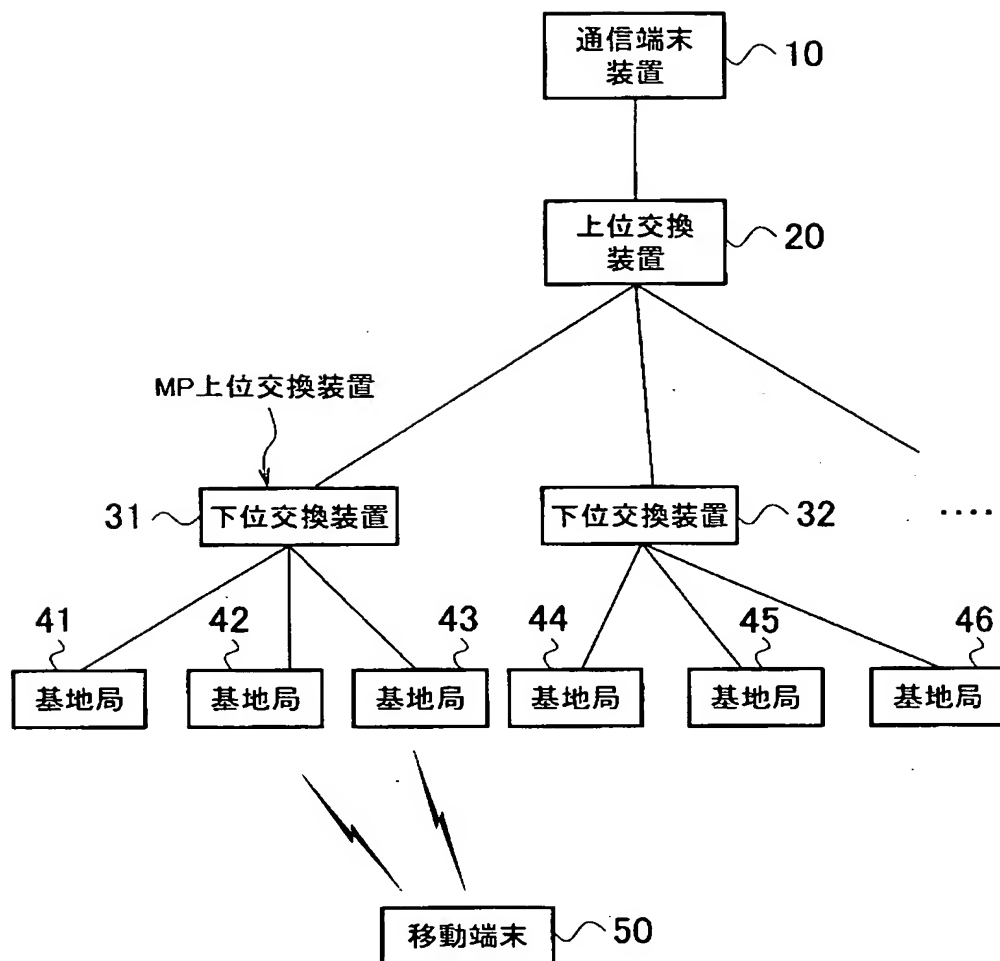 通信端末
装置
10
上位交換
装置
20
MP上位交換装置
31
下位交換装置
下位交換装置
32
....
41
42
43
44
45
46
基地局
基地局
基地局
基地局
基地局
基地局
移動端末
50